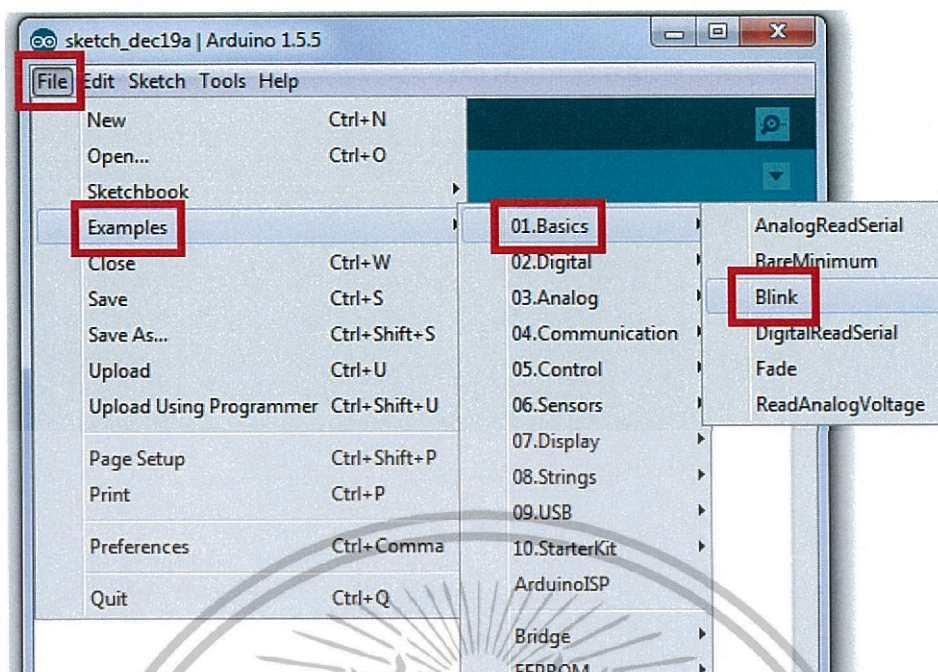 sketch_dec19a | Arduino 1.5.5
File Edit Sketch Tools Help
New Ctrl+N
Open... Ctrl+O
Sketchbook
Examples
Close Ctrl+W
Save Ctrl+S
Save As... Ctrl+Shift+S
Upload Ctrl+U
Upload Using Programmer Ctrl+Shift+U
Page Setup Ctrl+Shift+P
Print Ctrl+P
Preferences Ctrl+Comma
Quit Ctrl+Q
01.Basics
02.Digital
03.Analog
04.Communication
05.Control
06.Sensors
07.Display
08.Strings
09.USB
10.StarterKit
ArduinoISP
Bridge
EEPROM
AnalogReadSerial
BareMinimum
Blink
DigitalReadSerial
Fade
ReadAnalogVoltage